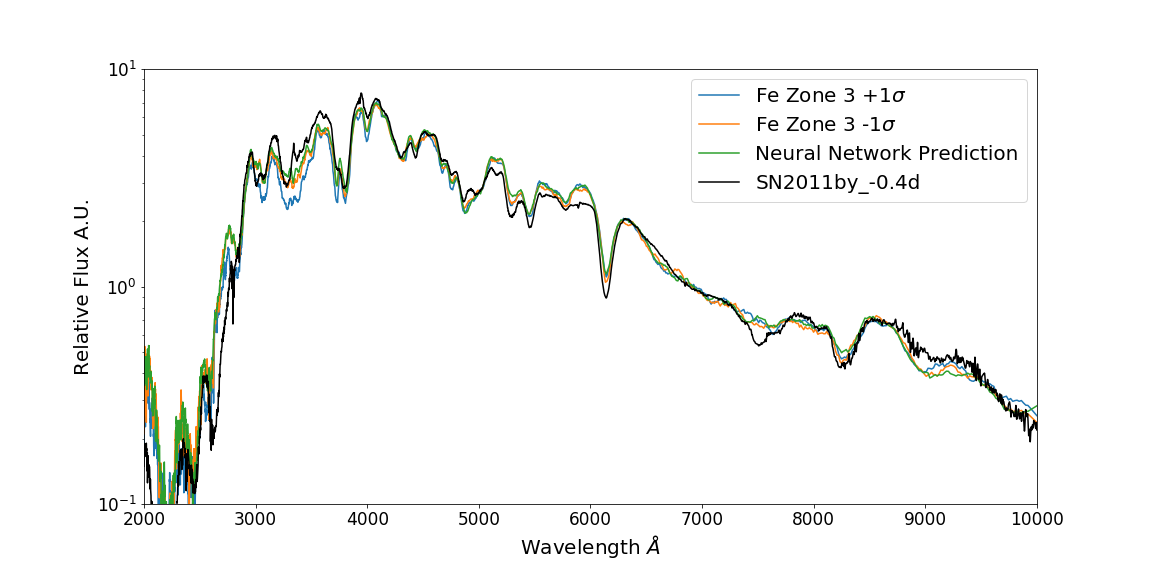 10¹
Fe Zone 3 +1σ
Fe Zone 3 -1σ
Neural Network Prediction
SN2011by_-0.4d
Relative Flux A.U.
10⁰
10⁻¹
2000 3000 4000 5000 6000 7000 8000 9000 10000
Wavelength Å